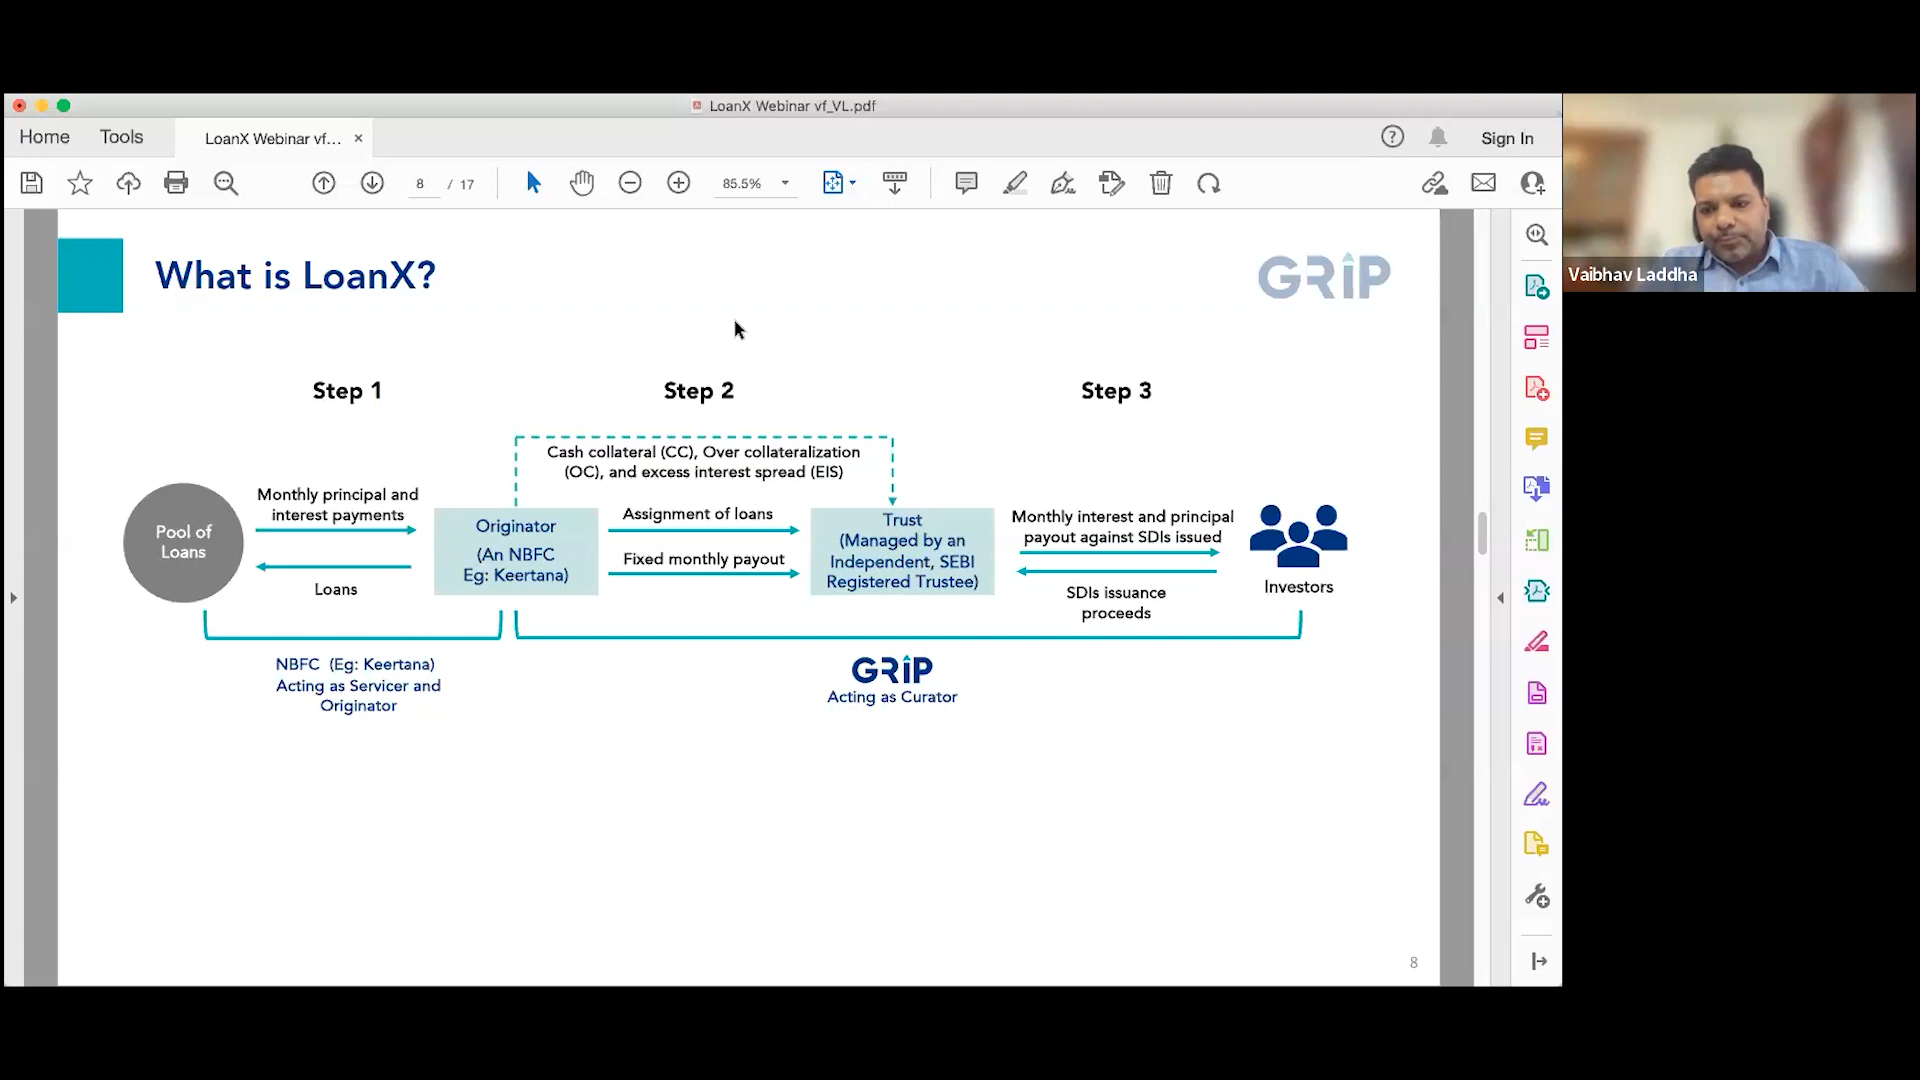 LoanX Webinar vf_VL.pdf
Home
Tools
LoanX Webinar vf... ×
Sign In
8 / 17
85.5%
What is LoanX?
GRIP
Step 1
Step 2
Step 3
Cash collateral (CC), Over collateralization
(OC), and excess interest spread (EIS)
Pool of
Loans
Monthly principal and
interest payments
Loans
Originator
(An NBFC
Eg: Keertana)
Assignment of loans
Fixed monthly payout
Trust
(Managed by an
Independent, SEBI
Registered Trustee)
Monthly interest and principal
payout against SDIs issued
SDIs issuance
proceeds
Investors
NBFC (Eg: Keertana)
Acting as Servicer and
Originator
GRIP
Acting as Curator
8
Vaibhav Laddha